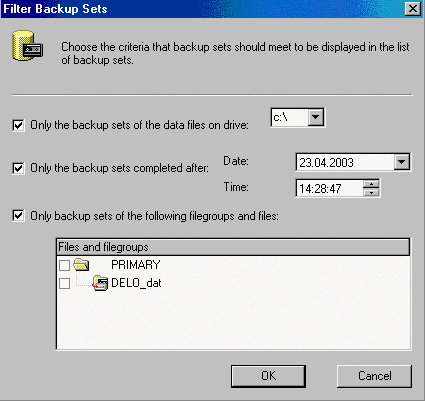 Filter Backup Sets
Choose the criteria that backup sets should meet to be displayed in the list
of backup sets.
Only the backup sets of the data files on drive: c:\
Only the backup sets completed after: Date: 23.04.2003
Time: 14:28:47
Only backup sets of the following filegroups and files:
Files and filegroups
PRIMARY
DELO_dat
OK Cancel